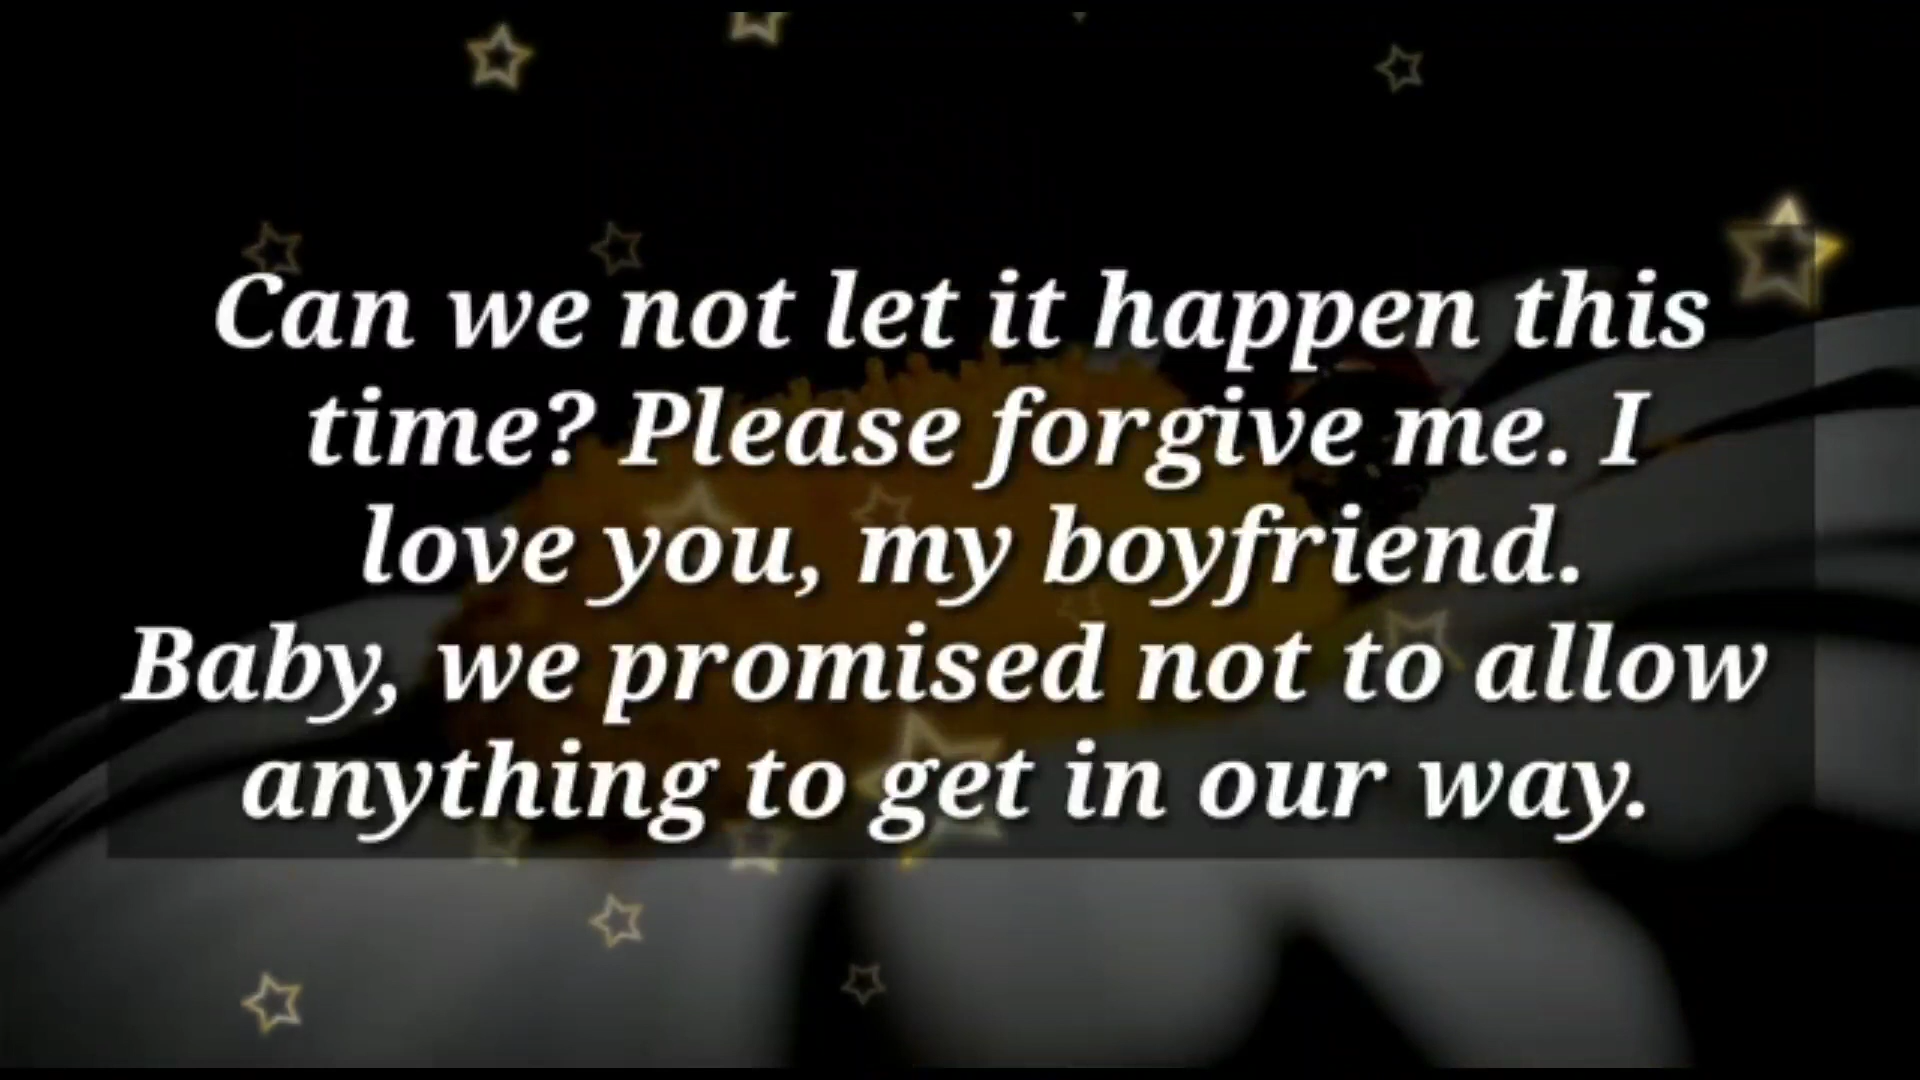 Can we not let it happen this
time? Please forgive me. I
love you, my boyfriend.
Baby, we promised not to allow
anything to get in our way.